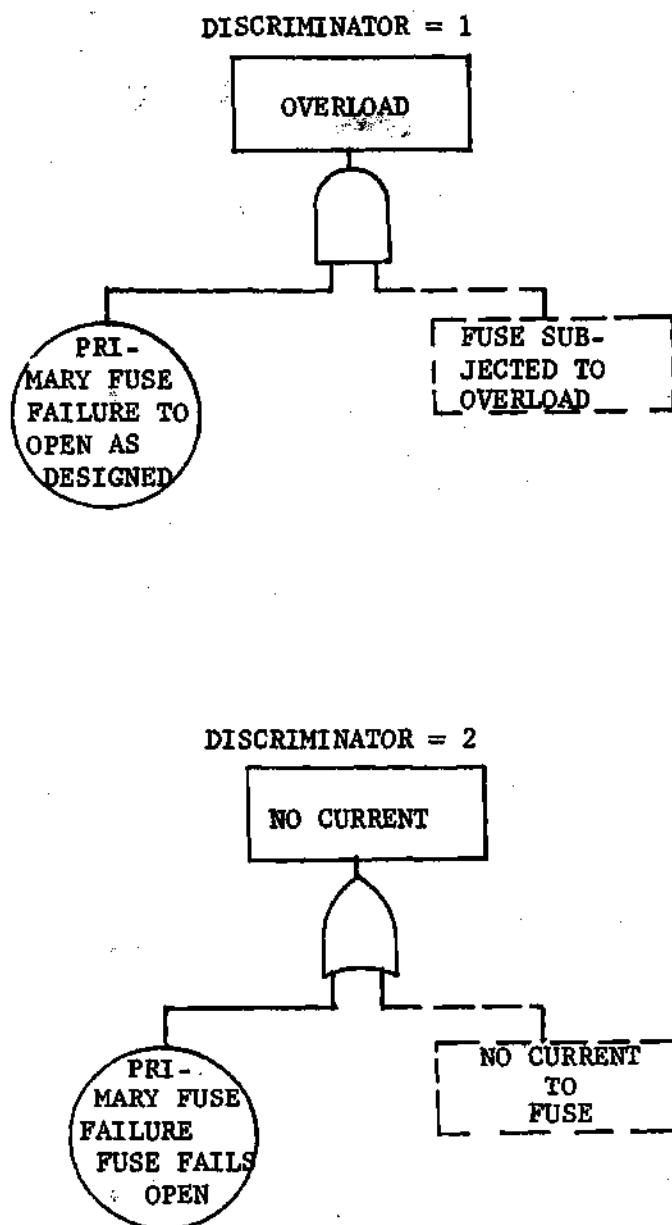 DISCRIMINATOR = 1
OVERLOAD
PRI-
MARY FUSE
FAILURE TO
OPEN AS
DESIGNED
FUSE SUB-
JECTED TO
OVERLOAD
DISCRIMINATOR = 2
NO CURRENT
PRI-
MARY FUSE
FAILURE
FUSE FAILS
OPEN
NO CURRENT
TO
FUSE